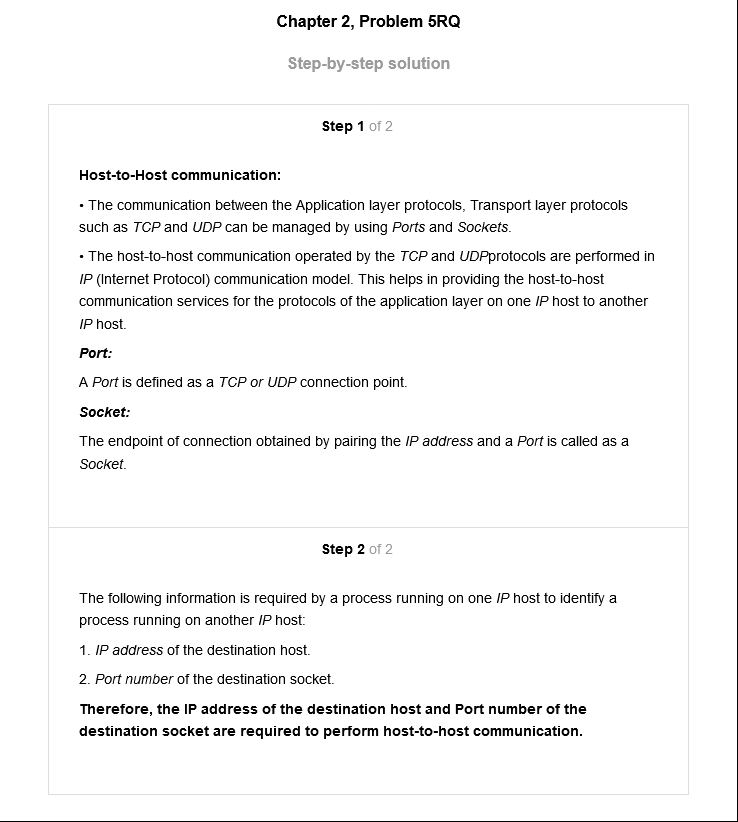 Chapter 2, Problem 5RQ
Step-by-step solution
Step 1 of 2
Host-to-Host communication:
• The communication between the Application layer protocols, Transport layer protocols
such as TCP and UDP can be managed by using Ports and Sockets.
• The host-to-host communication operated by the TCP and UDPprotocols are performed in
IP (Internet Protocol) communication model. This helps in providing the host-to-host
communication services for the protocols of the application layer on one IP host to another
IP host.
Port:
A Port is defined as a TCP or UDP connection point.
Socket:
The endpoint of connection obtained by pairing the IP address and a Port is called as a
Socket.
Step 2 of 2
The following information is required by a process running on one IP host to identify a
process running on another IP host:
1. IP address of the destination host.
2. Port number of the destination socket.
Therefore, the IP address of the destination host and Port number of the
destination socket are required to perform host-to-host communication.